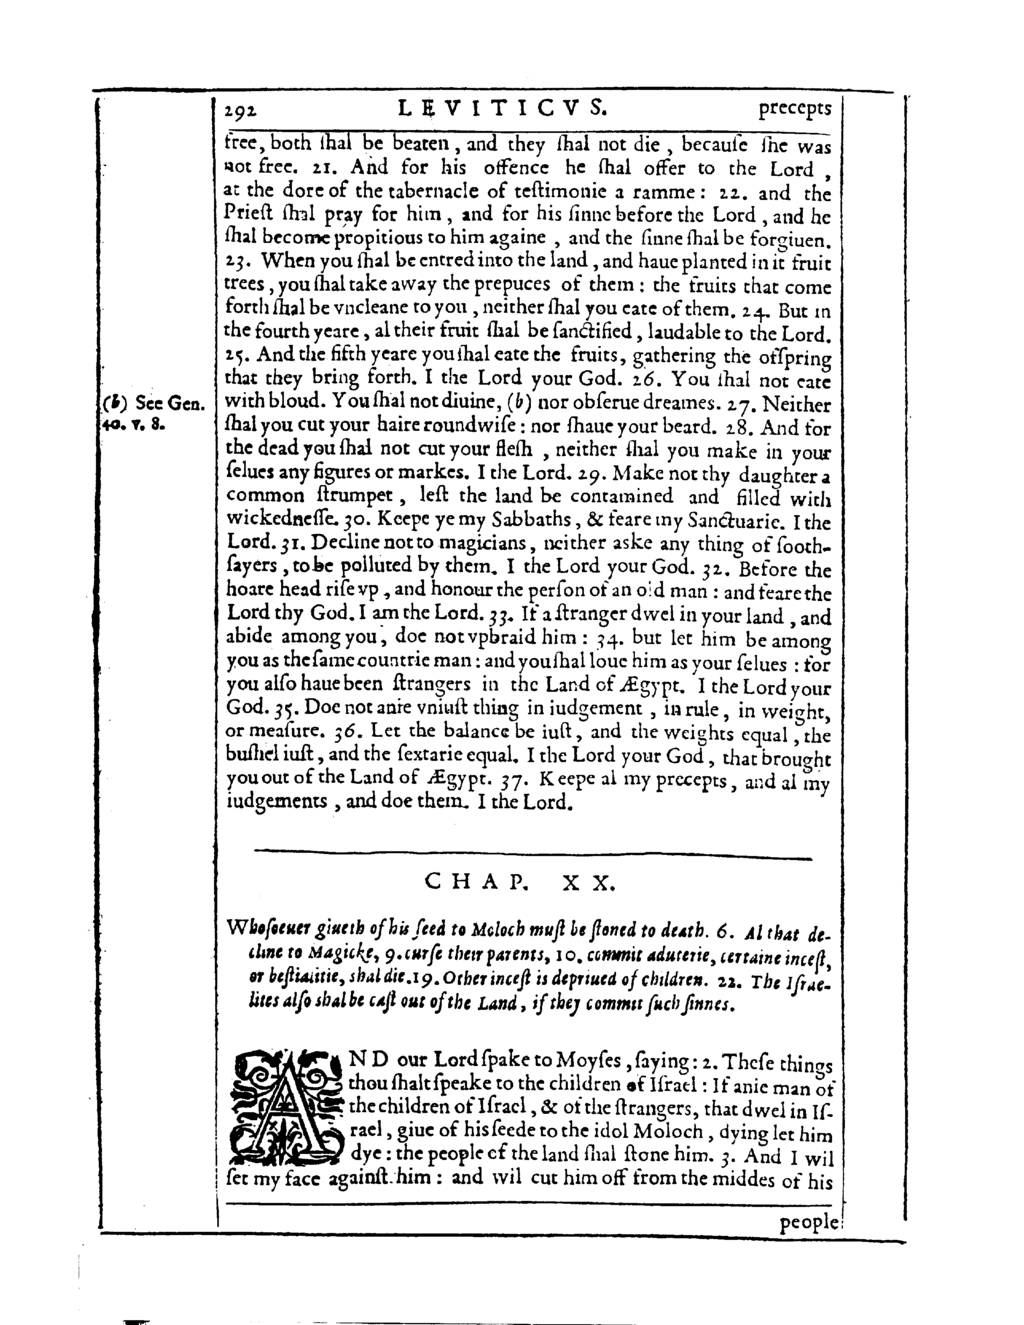 292 LEVITICVS. precepts
free, both ſhal be beaten, and they ſhal not die, becauſe ſhe was
not free. 21. And for his offence he ſhal offer to the Lord,
at the dore of the tabernacle of teſtimonie a ramme: 22. and the
Prieſt ſhal pray for him, and for his ſinne before the Lord, and he
ſhal become propitious to him againe, and the ſinne ſhal be forgiuen.
23. When you ſhal be entred into the land, and haue planted in it fruit
trees, you ſhal take away the prepuces of them: the fruits that come
forth ſhal be vncleane to you, neither ſhal you eate of them. 24. But in
the fourth yeare, al their fruit ſhal be ſanctified, laudable to the Lord.
25. And the fifth yeare you ſhal eate the fruits, gathering the offpring
that they bring forth. I the Lord your God. 26. You ſhal not eate
(b) See Gen. with bloud. You ſhal not diuine, (b) nor obſerue dreames. 27. Neither
40. v. 8. ſhal you cut your haire roundwiſe: nor ſhaue your beard. 28. And for
the dead you ſhal not cut your fleſh, neither ſhal you make in your
ſelues any figures or markes. I the Lord. 29. Make not thy daughter a
common ſtrumpet, leſt the land be contamined and filled with
wickedneſſe. 30. Keepe ye my Sabbaths, & feare my Sanctuarie. I the
Lord. 31. Decline not to magicians, neither aske any thing of ſooth-
ſayers, to be polluted by them. I the Lord your God. 32. Before the
hoare head riſe vp, and honour the perſon of an old man: and feare the
Lord thy God. I am the Lord. 33. If a ſtranger dwel in your land, and
abide among you, doe not vpbraid him: 34. but let him be among
you as the ſame countrie man: and you ſhal loue him as your ſelues: for
you alſo haue been ſtrangers in the Land of Ægypt. I the Lord your
God. 35. Doe not anie vniuſt thing in iudgement, in rule, in weight,
or meaſure. 36. Let the balance be iuſt, and the weights equal, the
buſhel iuſt, and the ſextarie equal. I the Lord your God, that brought
you out of the Land of Ægypt. 37. Keepe al my precepts, and al my
iudgements, and doe them. I the Lord.
CHAP. XX.
Whoſoeuer giueth of his ſeed to Moloch muſt be ſtoned to death. 6. Al that de-
cline to Magicke, 9. curſe their parents, 10. commit aduterie, certaine inceſt,
or beſtialitie, shal die. 19. Other inceſt is depriued of children. 22. The Iſrae-
lites alſo shal be caſt out of the Land, if they commit ſuch ſinnes.
AND our Lord ſpake to Moyſes, ſaying: 2. Theſe things
thou ſhalt ſpeake to the children of Iſrael: If anie man of
the children of Iſrael, & of the ſtrangers, that dwel in Iſ-
rael, giue of his ſeede to the idol Moloch, dying let him
dye: the people of the land ſhal ſtone him. 3. And I wil
ſet my face againſt him: and wil cut him off from the middes of his
people